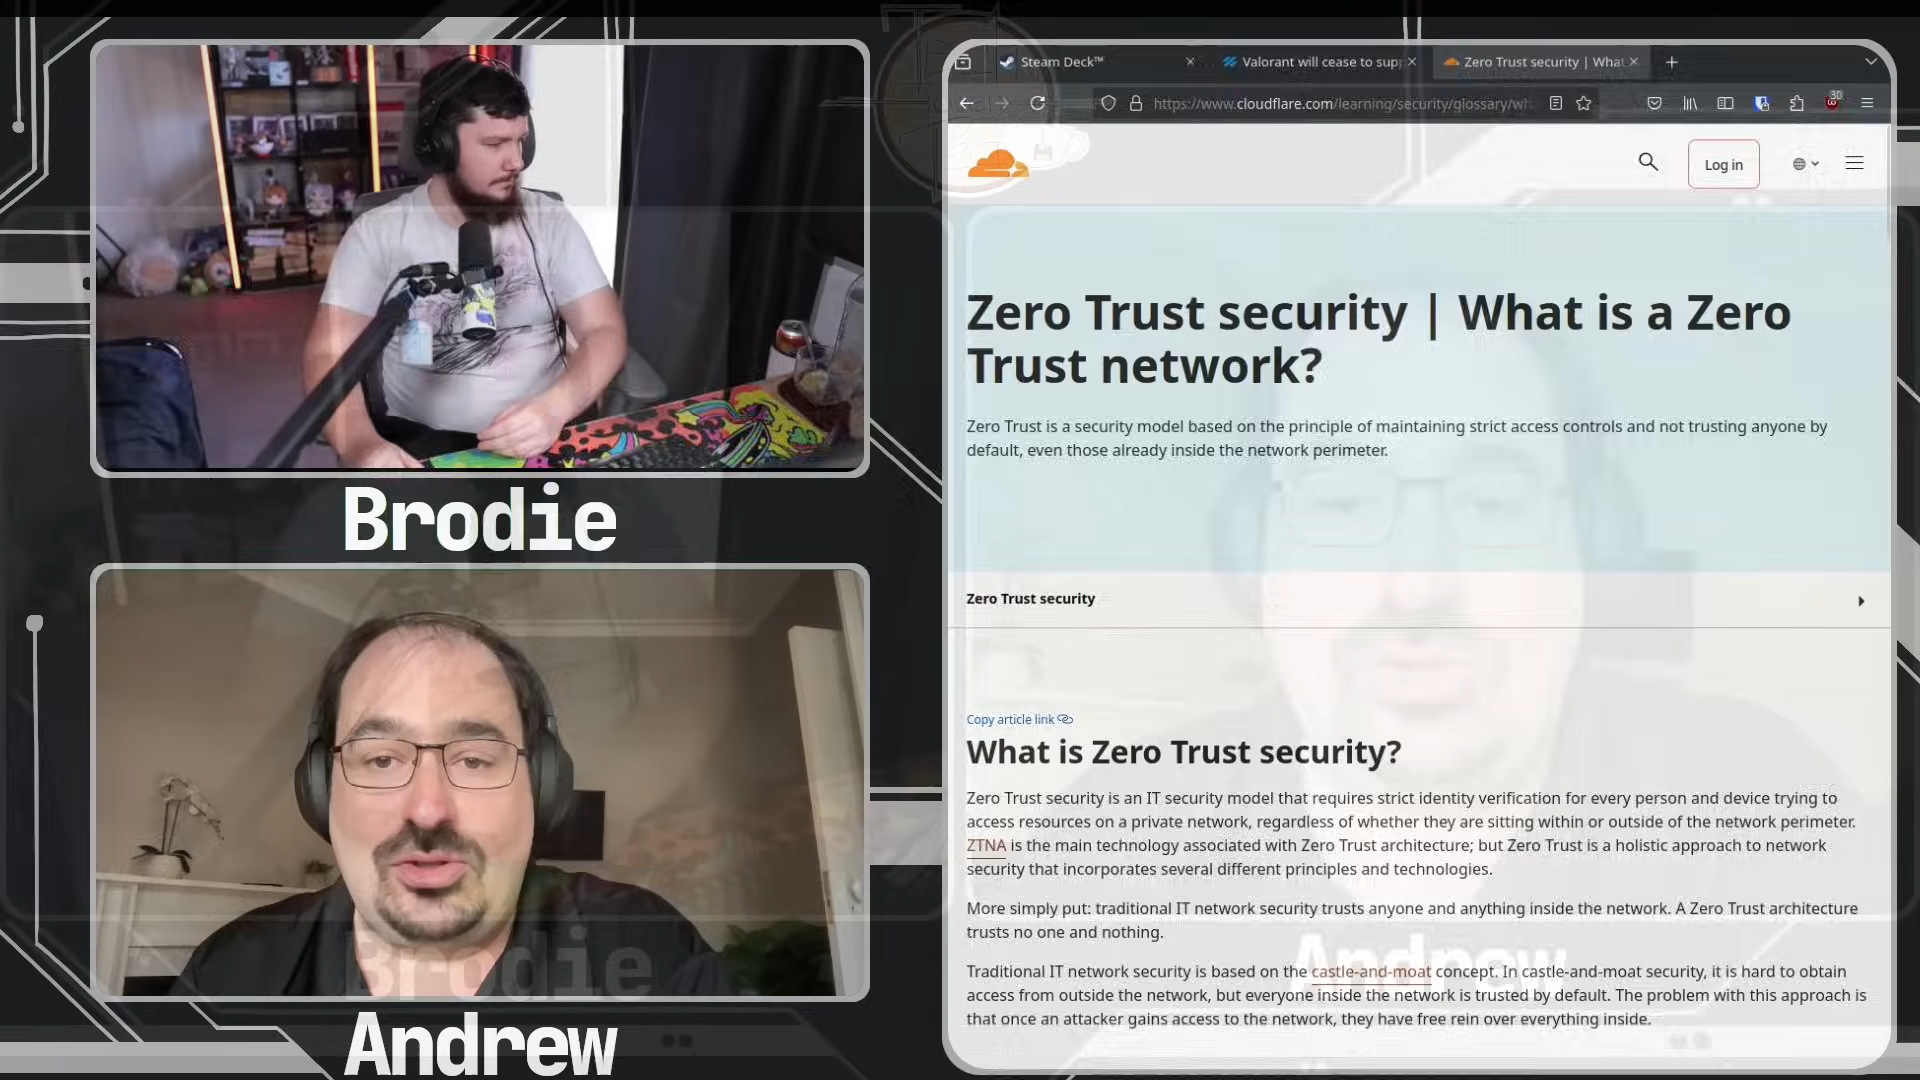 Steam Deck™
Valorant will cease to supp
Zero Trust security | What
https://www.cloudflare.com/learning/security/glossary/wh
30
Log in
Zero Trust security | What is a Zero
Trust network?
Zero Trust is a security model based on the principle of maintaining strict access controls and not trusting anyone by
default, even those already inside the network perimeter.
Zero Trust security
Copy article link
What is Zero Trust security?
Zero Trust security is an IT security model that requires strict identity verification for every person and device trying to
access resources on a private network, regardless of whether they are sitting within or outside of the network perimeter.
ZTNA is the main technology associated with Zero Trust architecture; but Zero Trust is a holistic approach to network
security that incorporates several different principles and technologies.
More simply put: traditional IT network security trusts anyone and anything inside the network. A Zero Trust architecture
trusts no one and nothing.
Traditional IT network security is based on the castle-and-moat concept. In castle-and-moat security, it is hard to obtain
access from outside the network, but everyone inside the network is trusted by default. The problem with this approach is
that once an attacker gains access to the network, they have free rein over everything inside.
Brodie
Brodie
Andrew
Andrew